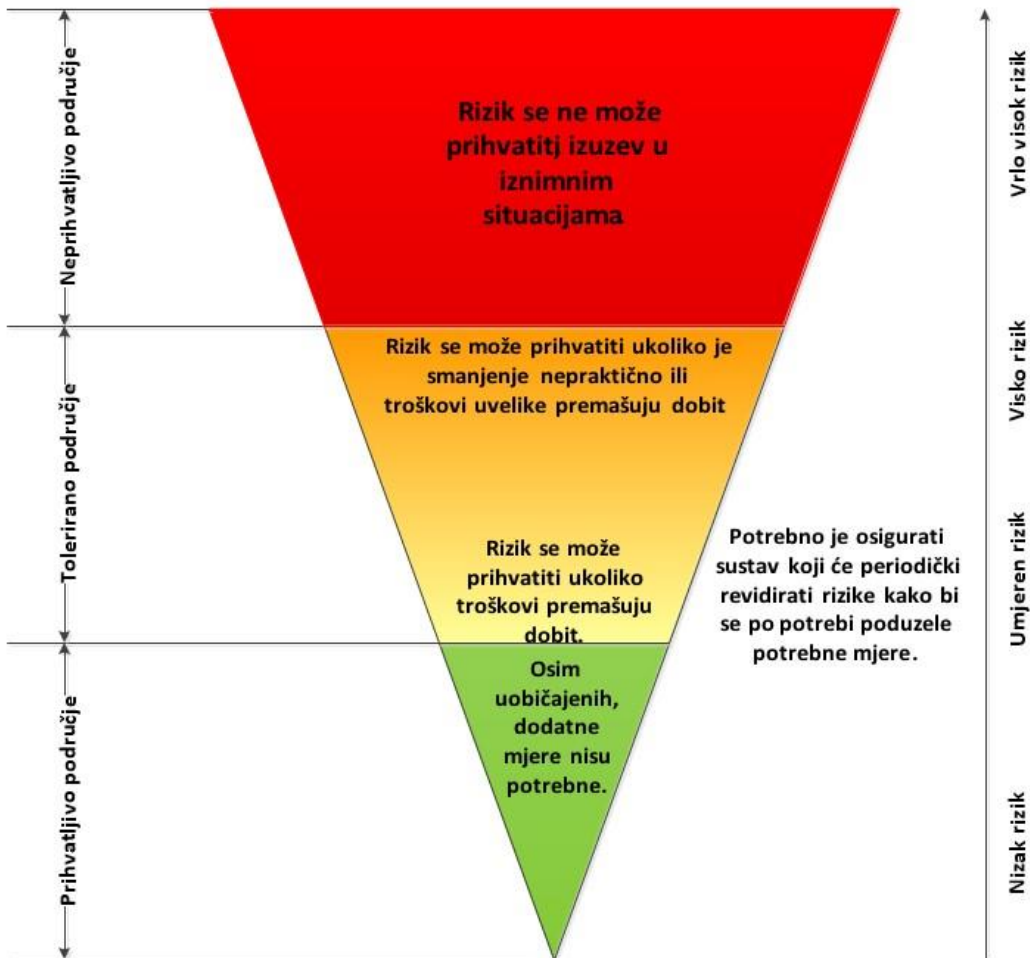 Neprihvatljivo područje
Rizik se ne može
prihvatitj izuzev u
iznimnim
situacijama
Vrlo visok rizik
Tolerirano područje
Rizik se može prihvatiti ukoliko je
smanjenje nepraktično ili
troškovi uvelike premašuju dobit
Visko rizik
Rizik se može
prihvatiti ukoliko
troškovi premašuju
dobit.
Potrebno je osigurati
sustav koji će periodički
revidirati rizike kako bi
se po potrebi poduzele
potrebne mjere.
Umjeren rizik
Prihvatljivo područje
Osim
uobičajenih,
dodatne
mjere nisu
potrebne.
Nizak rizik